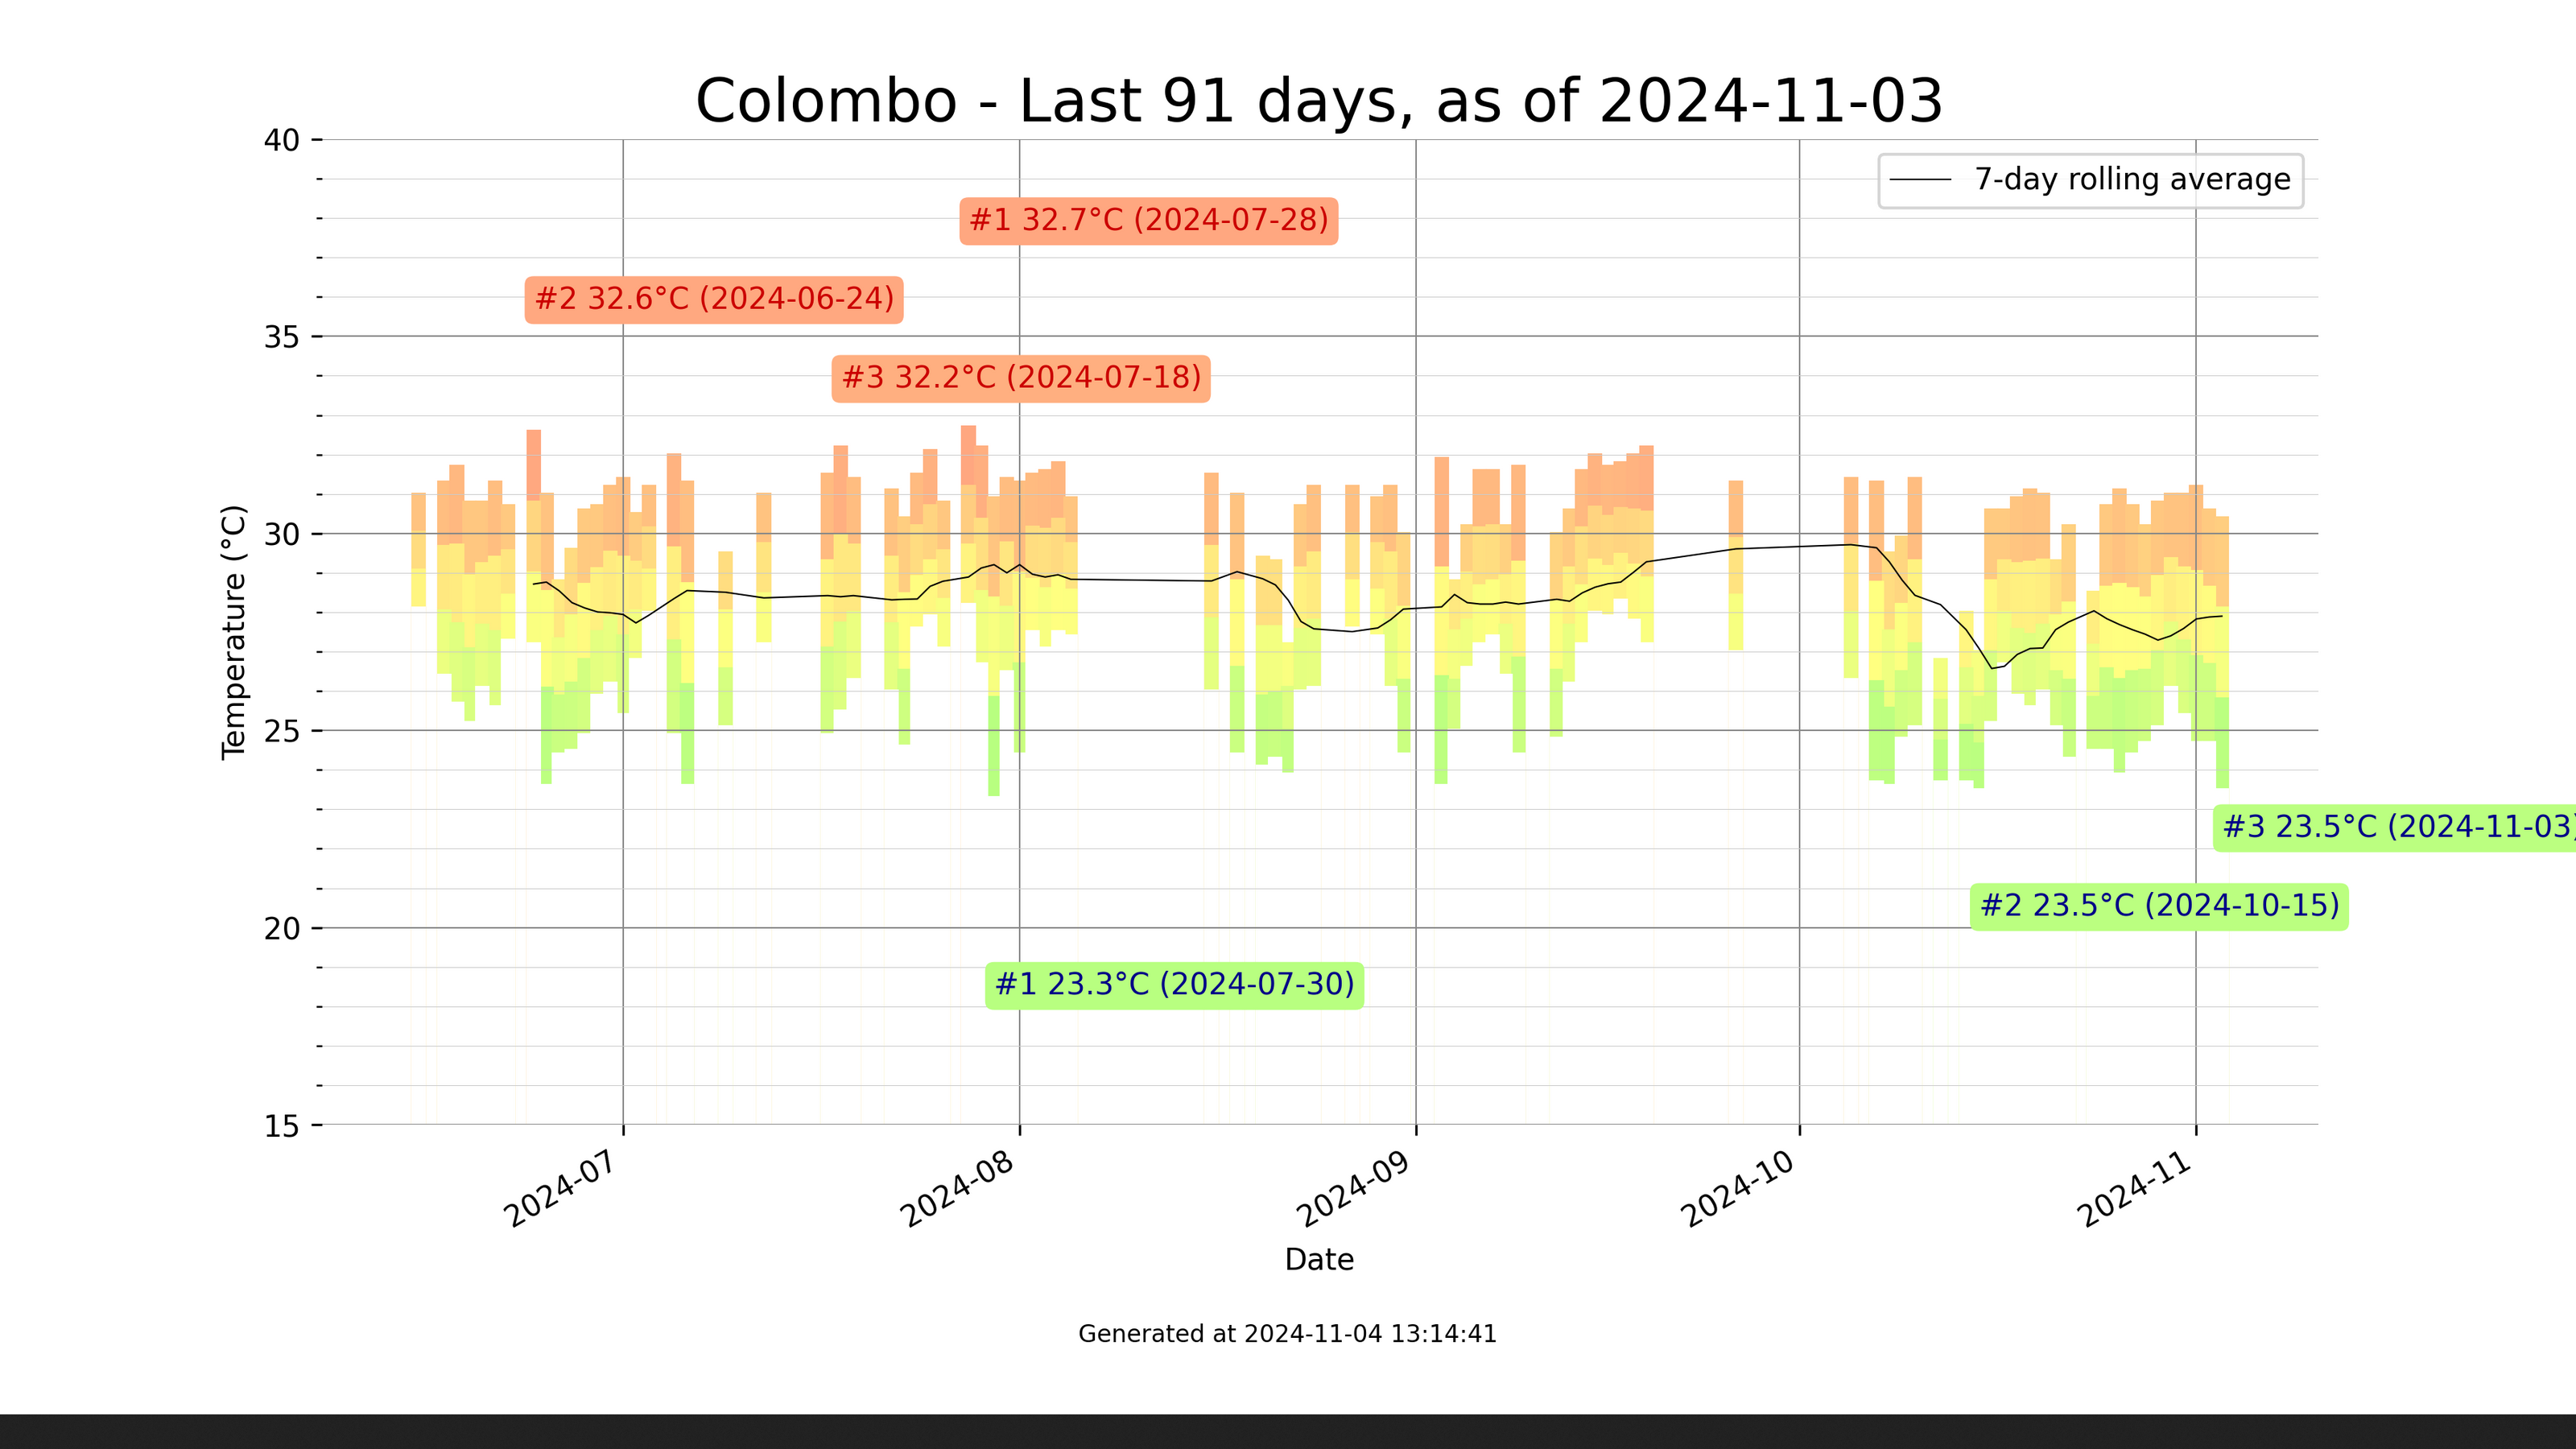 Colombo - Last 91 days, as of 2024-11-03
40
7-day rolling average
#1 32.7°C (2024-07-28)
#2 32.6°C (2024-06-24)
35
#3 32.2°C (2024-07-18)
30
Temperature (°C)
25
#3 23.5°C (2024-11-03)
#2 23.5°C (2024-10-15)
20
#1 23.3°C (2024-07-30)
15
2024-07
2024-08
2024-09
2024-10
2024-11
Date
Generated at 2024-11-04 13:14:41